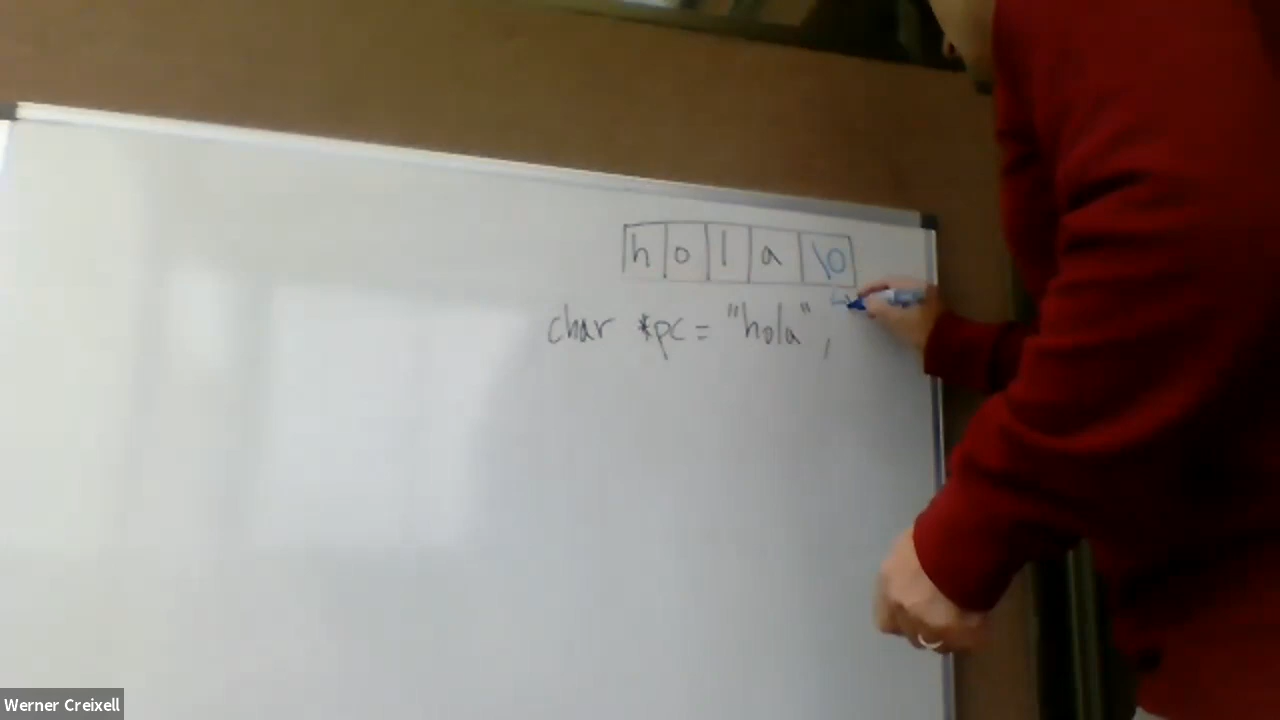 h o l a \0
char *pc = "hola",
Werner Creixell